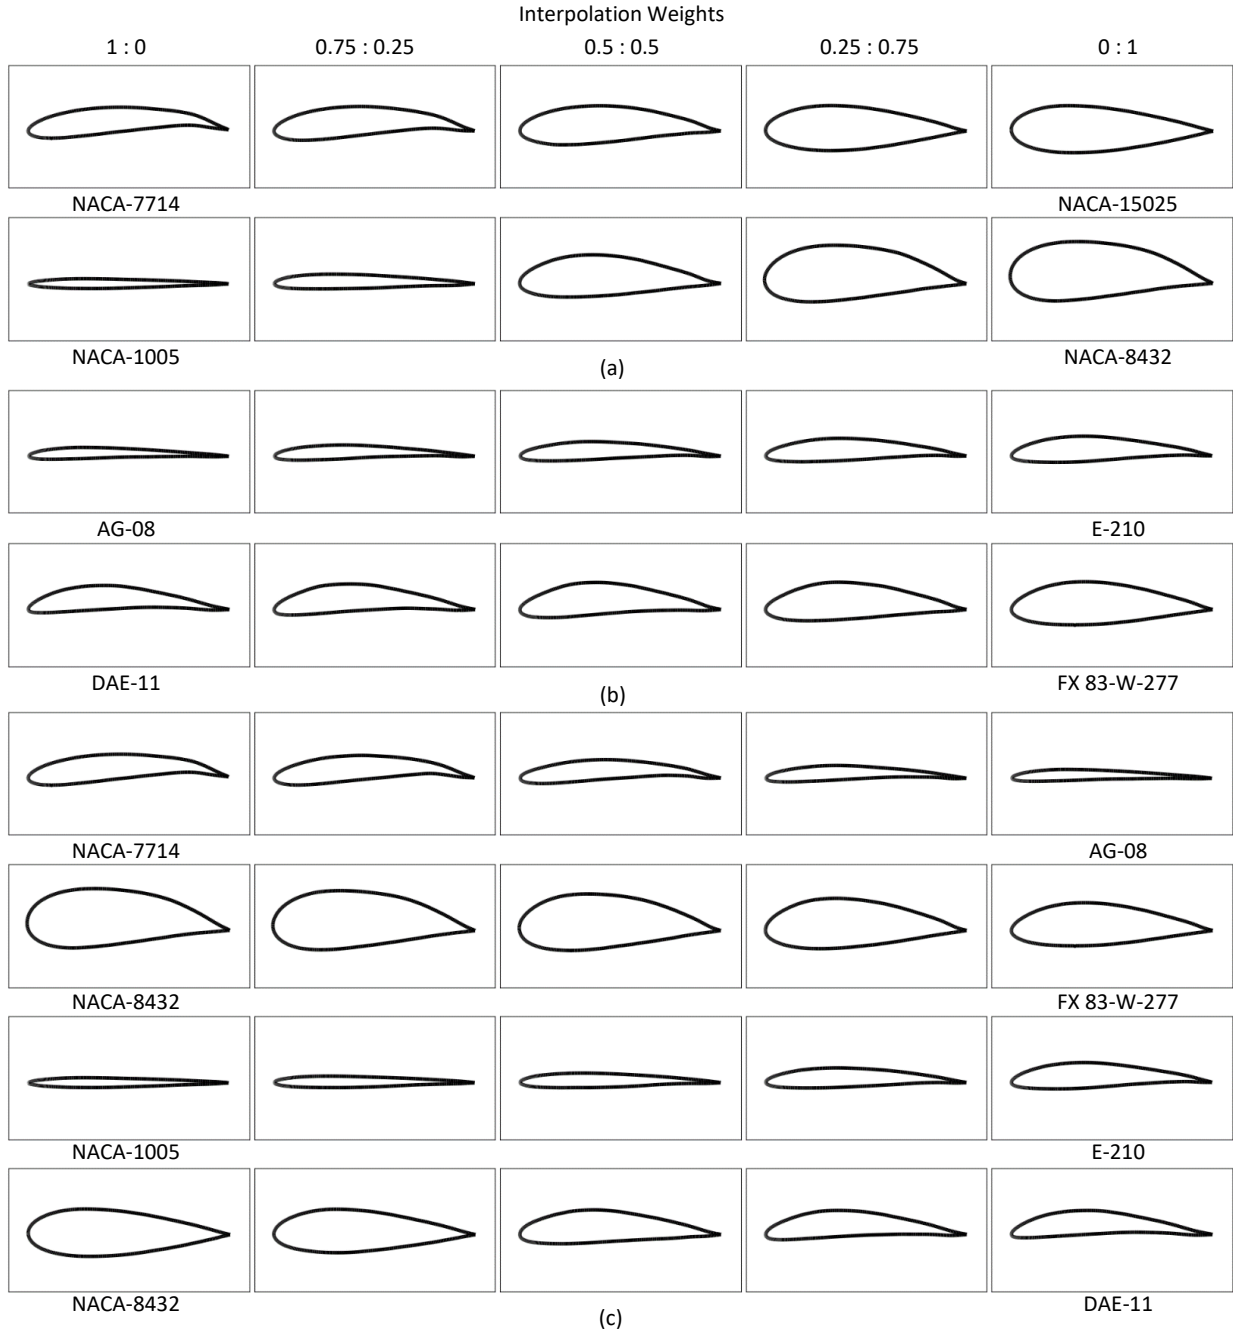 Interpolation Weights
1 : 0 0.75 : 0.25 0.5 : 0.5 0.25 : 0.75 0 : 1
NACA-7714 NACA-15025
NACA-1005 NACA-8432
(a)
AG-08 E-210
DAE-11 FX 83-W-277
(b)
NACA-7714 AG-08
NACA-8432 FX 83-W-277
NACA-1005 E-210
NACA-8432 DAE-11
(c)